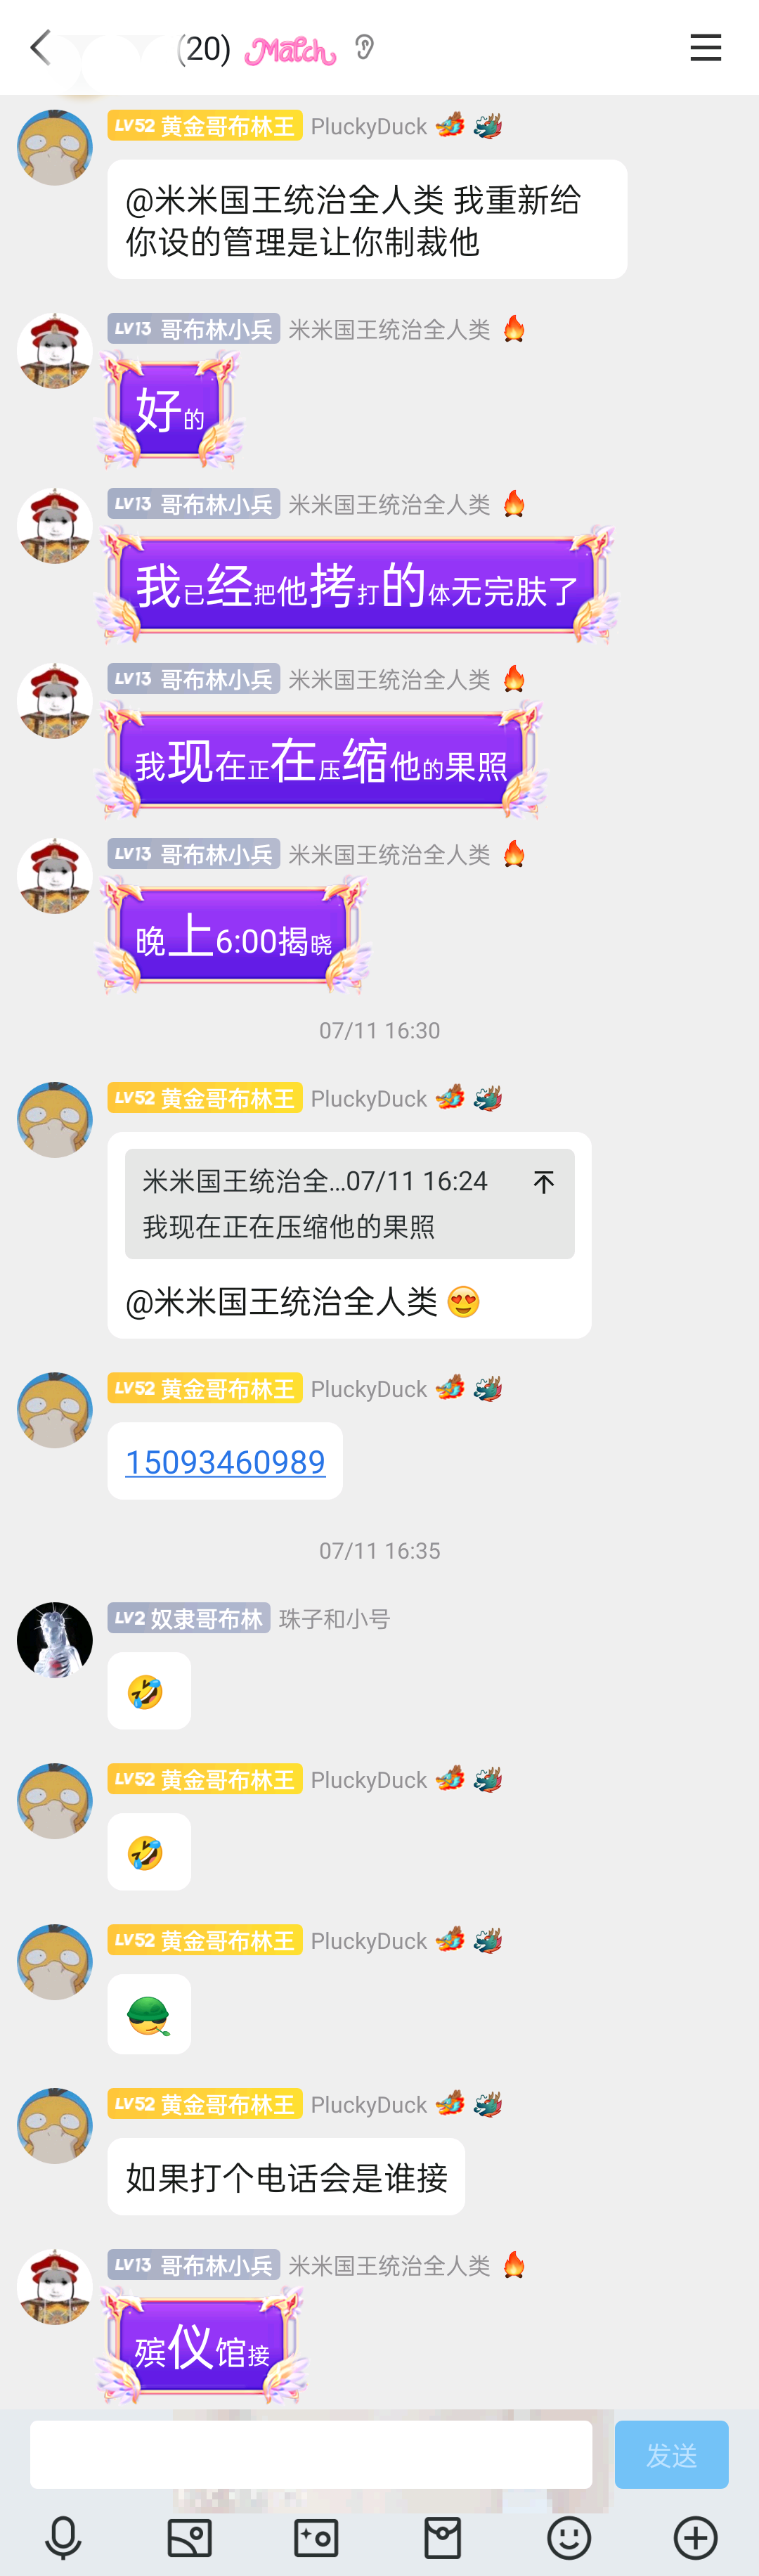 (20) Match
LV52 黄金哥布林王 PluckyDuck
@米米国王统治全人类 我重新给
你设的管理是让你制裁他
LV13 哥布林小兵 米米国王统治全人类
好的
LV13 哥布林小兵 米米国王统治全人类
我已经把他拷打的体无完肤了
LV13 哥布林小兵 米米国王统治全人类
我现在正在压缩他的果照
LV13 哥布林小兵 米米国王统治全人类
晚上6:00揭晓
07/11 16:30
LV52 黄金哥布林王 PluckyDuck
米米国王统治全...07/11 16:24
我现在正在压缩他的果照
@米米国王统治全人类 😍
LV52 黄金哥布林王 PluckyDuck
15093460989
07/11 16:35
LV2 奴隶哥布林 珠子和小号
🤣
LV52 黄金哥布林王 PluckyDuck
🤣
LV52 黄金哥布林王 PluckyDuck
LV52 黄金哥布林王 PluckyDuck
如果打个电话会是谁接
LV13 哥布林小兵 米米国王统治全人类
殡仪馆接
发送